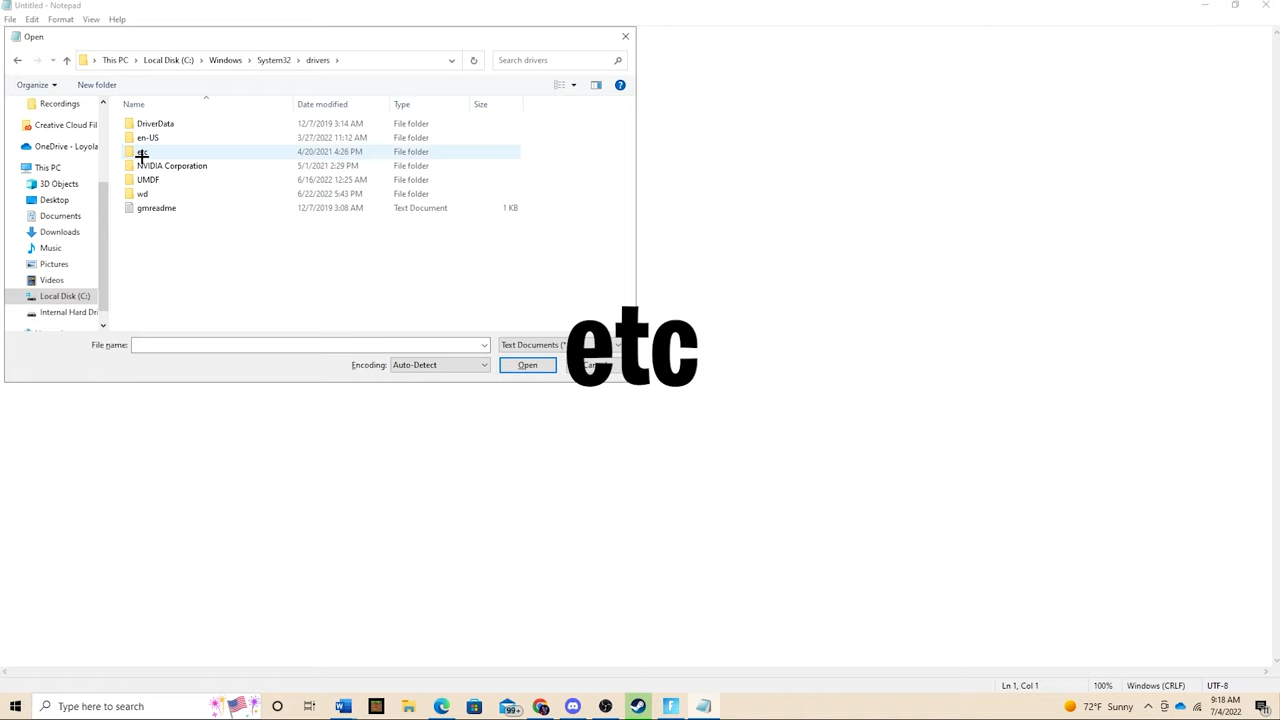 Untitled - Notepad
File Edit Format View Help
Open
This PC Local Disk (C:) Windows System32 drivers
Search drivers
Organize New folder
Name Date modified Type Size
Recordings
Creative Cloud Fil
OneDrive - Loyola
This PC
3D Objects
Desktop
Documents
Downloads
Music
Pictures
Videos
Local Disk (C:)
Internal Hard Dri
DriverData 12/7/2019 3:14 AM File folder
en-US 3/27/2022 11:12 AM File folder
etc 4/20/2021 4:26 PM File folder
NVIDIA Corporation 5/1/2021 2:29 PM File folder
UMDF 6/16/2022 12:25 AM File folder
wd 6/22/2022 5:43 PM File folder
gmreadme 12/7/2019 3:08 AM Text Document 1 KB
File name: Text Documents (*
Encoding: Auto-Detect Open
etc
Ln 1, Col 1 100% Windows (CRLF) UTF-8
Type here to search
99+
72°F Sunny
9:18 AM
7/4/2022